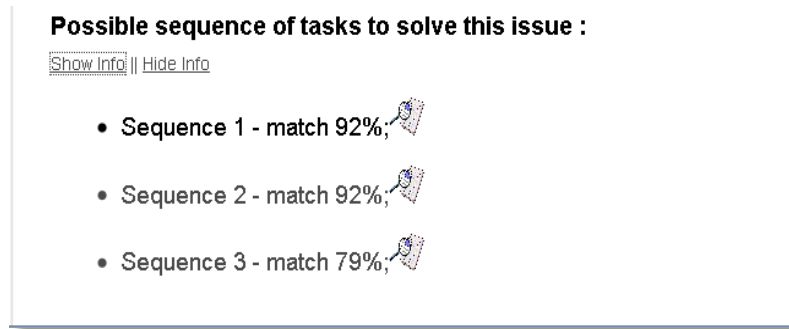 Possible sequence of tasks to solve this issue :
Show Info || Hide Info
Sequence 1 - match 92%;
Sequence 2 - match 92%;
Sequence 3 - match 79%;